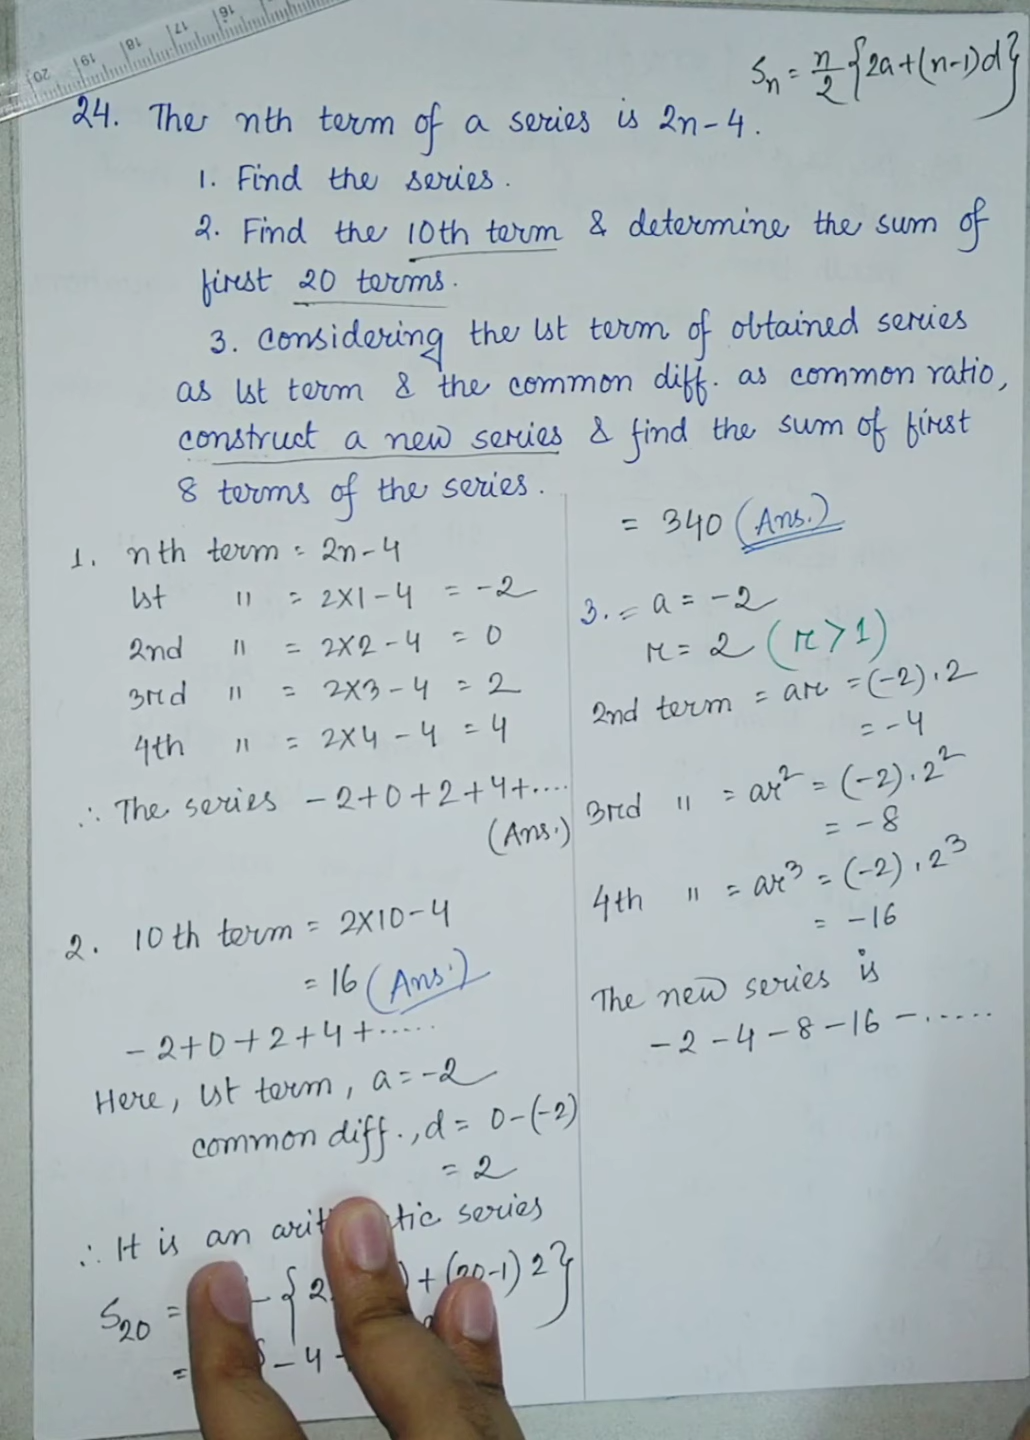 20 19 18 17 16
Sn = n/2 {2a+(n-1)d}
24. The nth term of a series is 2n-4.
1. Find the series.
2. Find the 10th term & determine the sum of
first 20 terms.
3. considering the 1st term of obtained series
as 1st term & the common diff. as common ratio,
construct a new series & find the sum of first
8 terms of the series.
1. nth term = 2n-4
1st " = 2×1-4 = -2
2nd " = 2×2-4 = 0
3rd " = 2×3-4 = 2
4th " = 2×4-4 = 4
∴ The series -2+0+2+4+....
(Ans.)
2. 10th term = 2×10-4
= 16 (Ans.)
-2+0+2+4+.....
Here, 1st term, a=-2
common diff., d= 0-(-2)
= 2
∴ It is an series
S20 = { 2 + (20-1) 2}
= -4
= 340 (Ans.)
3. = a = -2
r = 2 (r>1)
2nd term = ar = (-2).2
= -4
3rd " = ar² = (-2).2²
= -8
4th " = ar³ = (-2).2³
= -16
The new series is
-2-4-8-16-.....